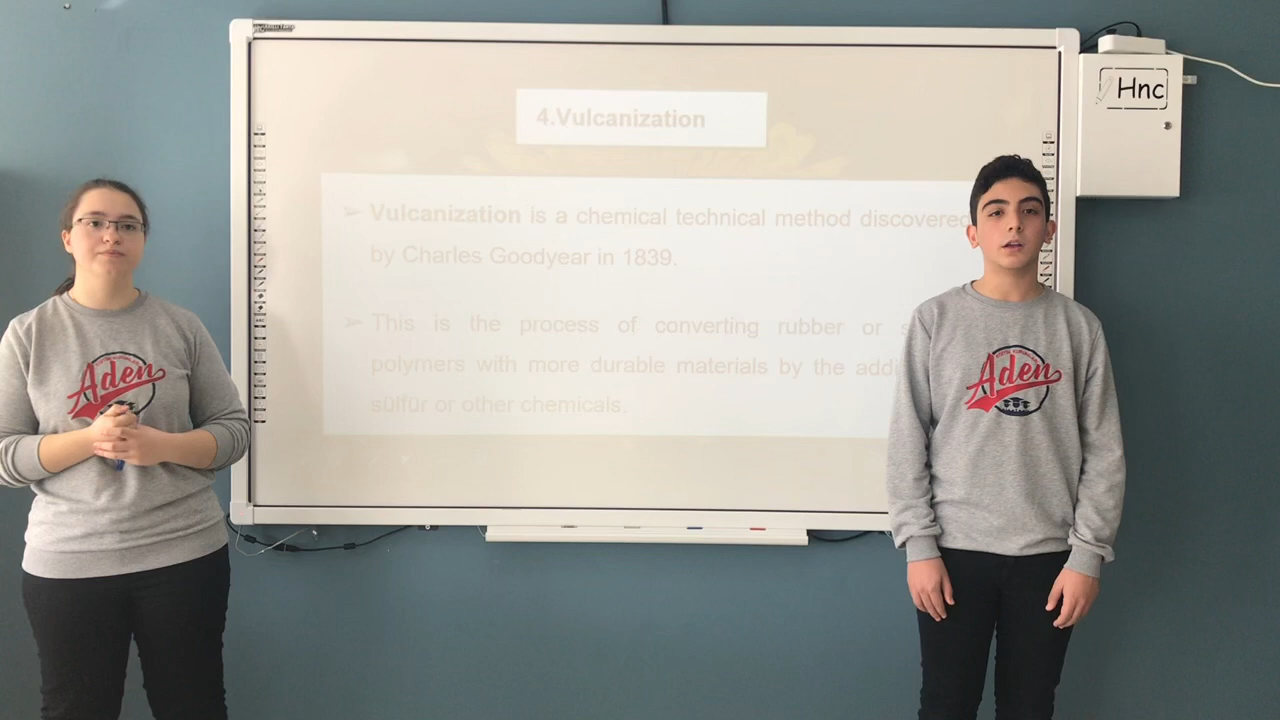 4.Vulcanization
Hnc
➢ Vulcanization is a chemical technical method discovered
by Charles Goodyear in 1839.
➢ This is the process of converting rubber or
polymers with more durable materials by the
sülfür or other chemicals.
Aden
Aden